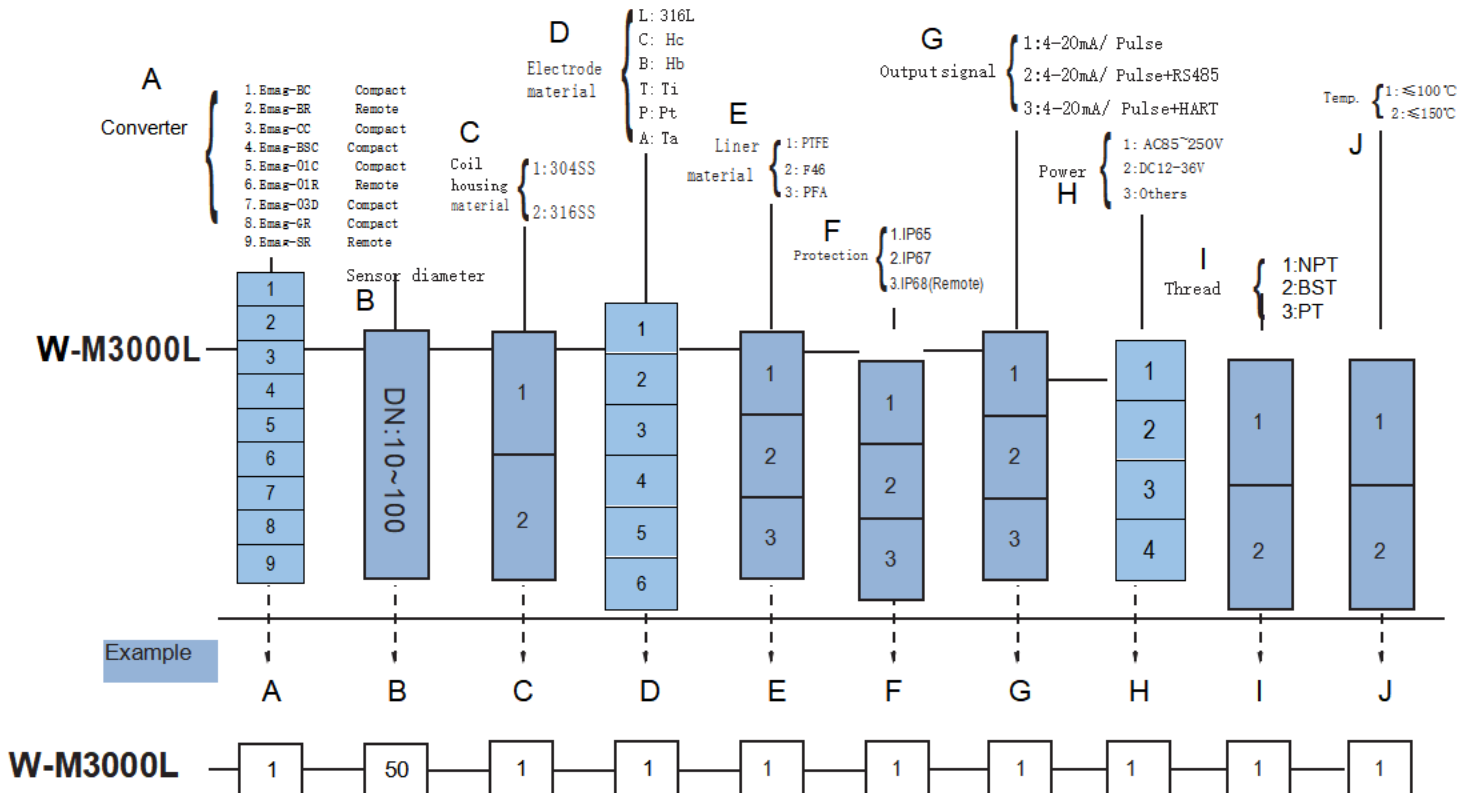 A
Converter
1.Emag-BC Compact
2.Emag-BR Remote
3.Emag-CC Compact
4.Emag-BSC Compact
5.Emag-01C Compact
6.Emag-01R Remote
7.Emag-03D Compact
8.Emag-GR Compact
9.Emag-SR Remote
Sensor diameter
B
C
Coil
housing
material
1:304SS
2:316SS
D
Electrode
material
L: 316L
C: Hc
B: Hb
T: Ti
P: Pt
A: Ta
E
Liner
material
1: PTFE
2: F46
3: PFA
F
Protection
1.IP65
2.IP67
3.IP68(Remote)
G
Output signal
1:4-20mA/ Pulse
2:4-20mA/ Pulse+RS485
3:4-20mA/ Pulse+HART
Power
H
1: AC85~250V
2:DC12-36V
3:Others
I
Thread
1:NPT
2:BST
3:PT
Temp.
J
1:≤100℃
2:≤150℃
W-M3000L
1
2
3
4
5
6
7
8
9
DN:10~100
1
2
1
2
3
4
5
6
1
2
3
1
2
3
1
2
3
1
2
3
4
1
2
1
2
Example
A B C D E F G H I J
W-M3000L 1 50 1 1 1 1 1 1 1 1